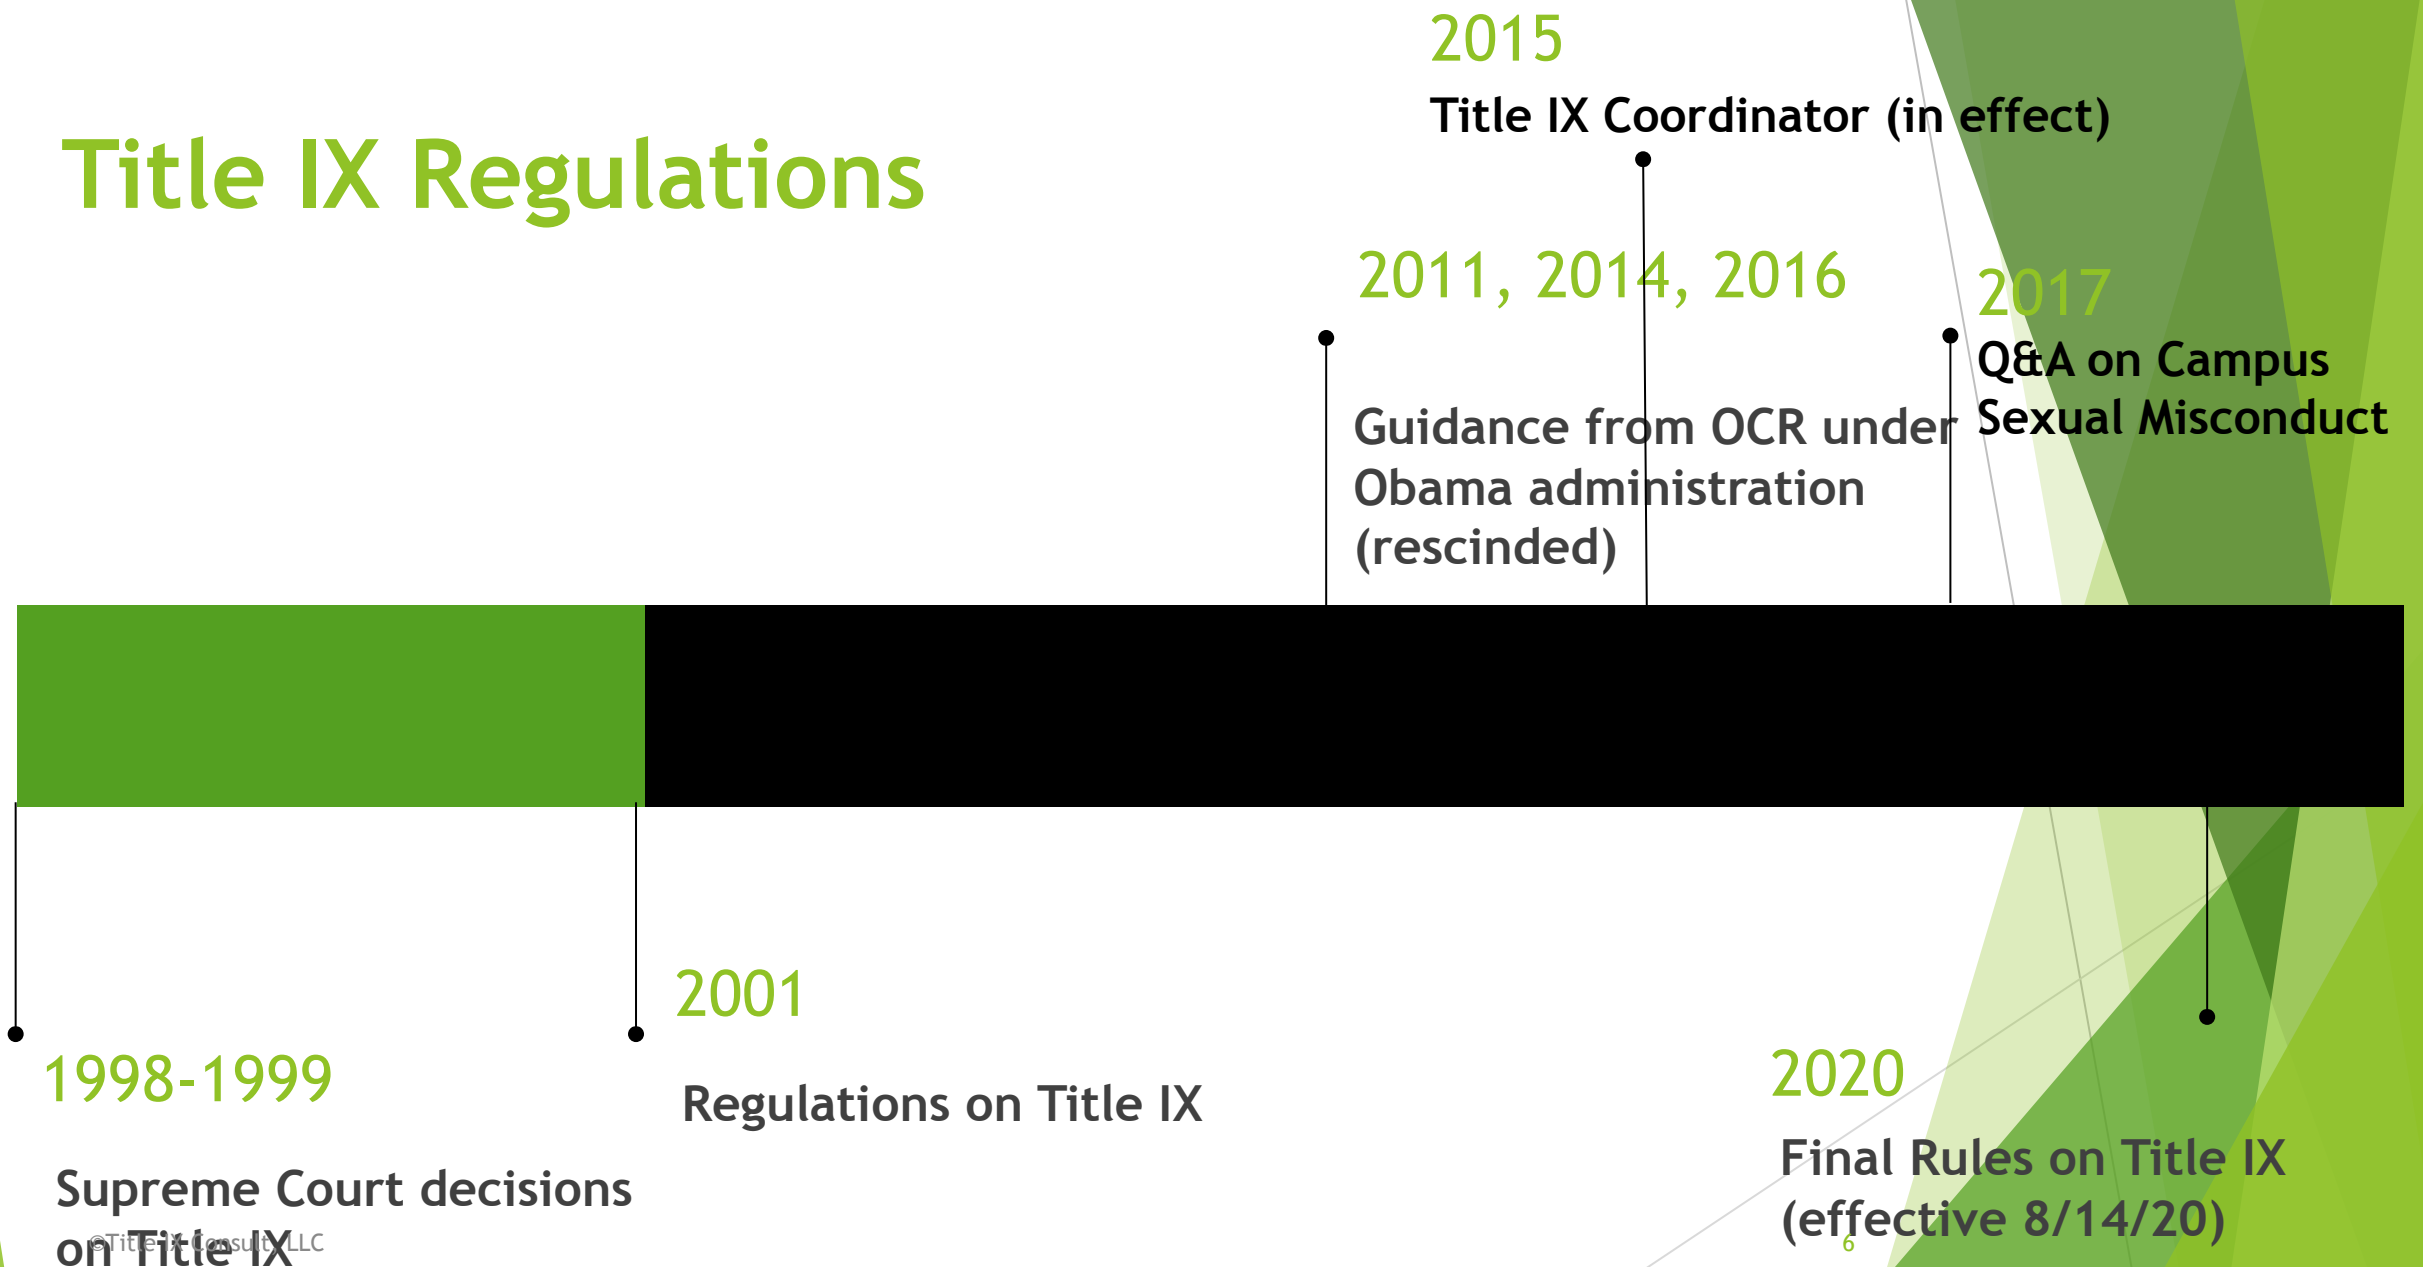 Title IX Regulations
2015
Title IX Coordinator (in effect)
2011, 2014, 2016
Guidance from OCR under
Obama administration
(rescinded)
2017
Q&A on Campus
Sexual Misconduct
1998-1999
Supreme Court decisions
on Title IX
2001
Regulations on Title IX
2020
Final Rules on Title IX
(effective 8/14/20)
©Title IX Consult, LLC
6